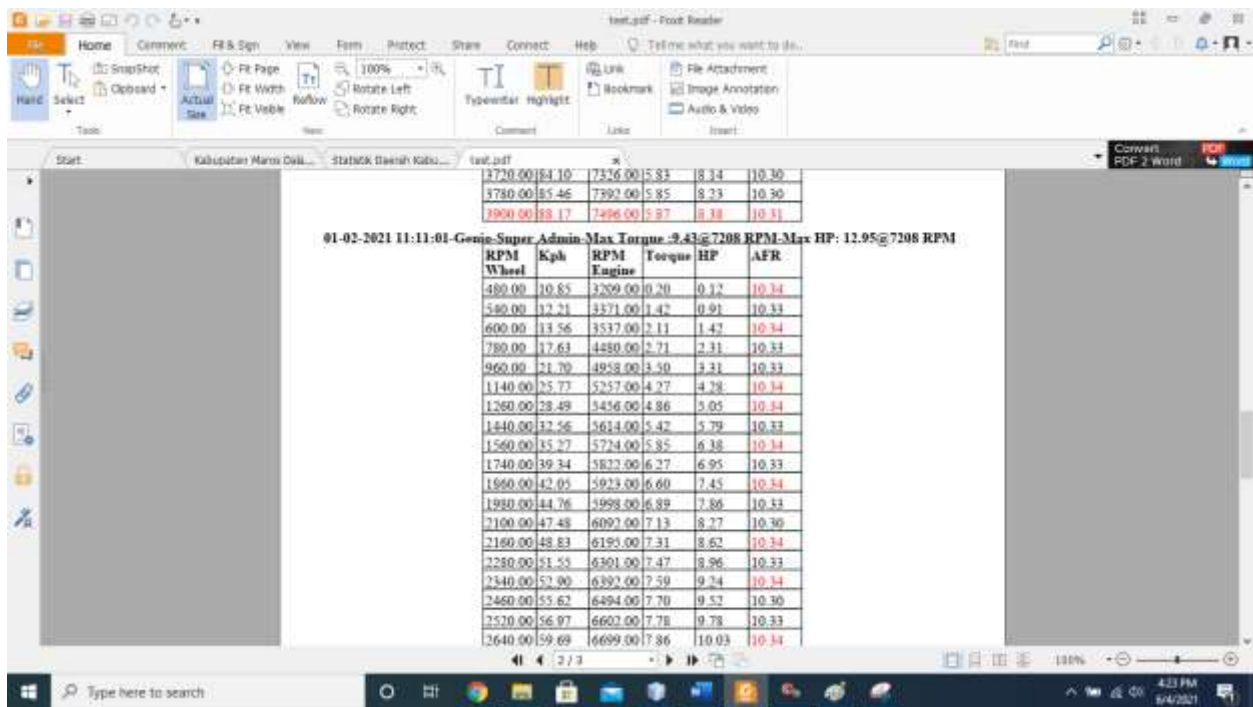 test.pdf - Foxit Reader
File Home Comment Fill & Sign View Form Protect Share Connect Help Tell me what you want to do.. Find
Hand Select SnapShot Clipboard Actual Size Fit Page Fit Width Fit Visible Reflow 100% Rotate Left Rotate Right Typewriter Highlight Link Bookmark File Attachment Image Annotation Audio & Video
Tools View Comment Links Insert
Start Kabupaten Maros Dala... Statistik Daerah Kabu... test.pdf Convert PDF 2 Word PDF Word
3720.00 84.10 7326.00 5.83 8.14 10.30
3780.00 85.46 7392.00 5.85 8.23 10.30
3900.00 88.17 7496.00 5.87 8.38 10.31
01-02-2021 11:11:01-Genio-Super Admin-Max Torque :9.43@7208 RPM-Max HP: 12.95@7208 RPM
RPM Wheel Kph RPM Engine Torque HP AFR
480.00 10.85 3209.00 0.20 0.12 10.34
540.00 12.21 3371.00 1.42 0.91 10.33
600.00 13.56 3537.00 2.11 1.42 10.34
780.00 17.63 4480.00 2.71 2.31 10.33
960.00 21.70 4958.00 3.50 3.31 10.33
1140.00 25.77 5257.00 4.27 4.28 10.34
1260.00 28.49 5456.00 4.86 5.05 10.34
1440.00 32.56 5614.00 5.42 5.79 10.33
1560.00 35.27 5724.00 5.85 6.38 10.34
1740.00 39.34 5822.00 6.27 6.95 10.33
1860.00 42.05 5923.00 6.60 7.45 10.34
1980.00 44.76 5998.00 6.89 7.86 10.33
2100.00 47.48 6092.00 7.13 8.27 10.30
2160.00 48.83 6195.00 7.31 8.62 10.34
2280.00 51.55 6301.00 7.47 8.96 10.33
2340.00 52.90 6392.00 7.59 9.24 10.34
2460.00 55.62 6494.00 7.70 9.52 10.30
2520.00 56.97 6602.00 7.78 9.78 10.33
2640.00 59.69 6699.00 7.86 10.03 10.34
2 / 3
Type here to search 4:23 PM
6/4/2021